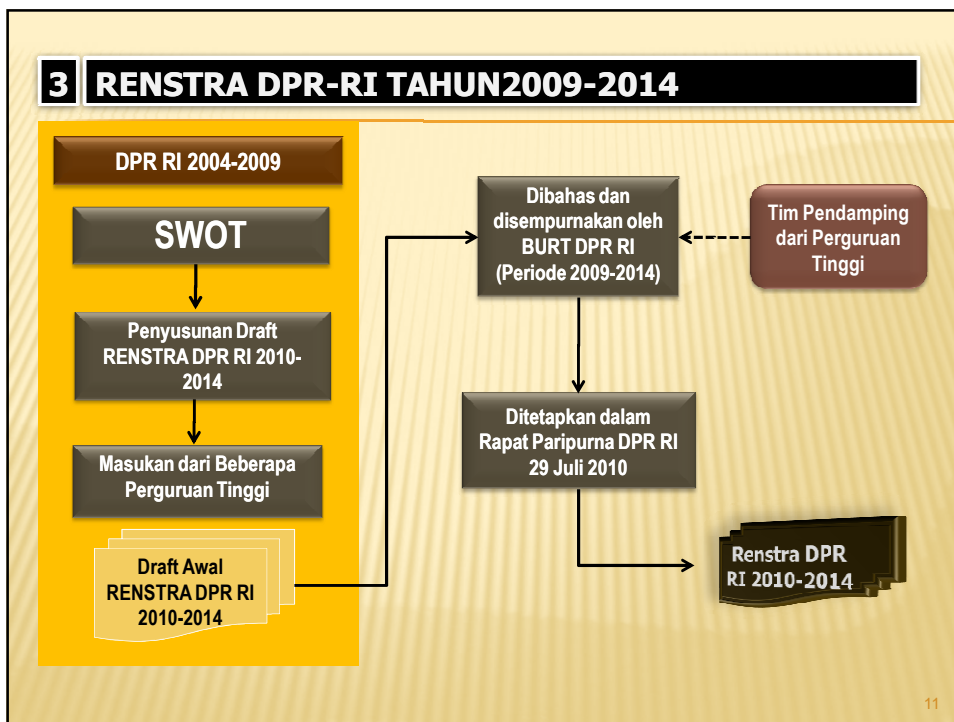 3 RENSTRA DPR-RI TAHUN2009-2014
DPR RI 2004-2009
SWOT
Penyusunan Draft
RENSTRA DPR RI 2010-
2014
Masukan dari Beberapa
Perguruan Tinggi
Draft Awal
RENSTRA DPR RI
2010-2014
Dibahas dan
disempurnakan oleh
BURT DPR RI
(Periode 2009-2014)
Tim Pendamping
dari Perguruan
Tinggi
Ditetapkan dalam
Rapat Paripurna DPR RI
29 Juli 2010
Renstra DPR
RI 2010-2014
11